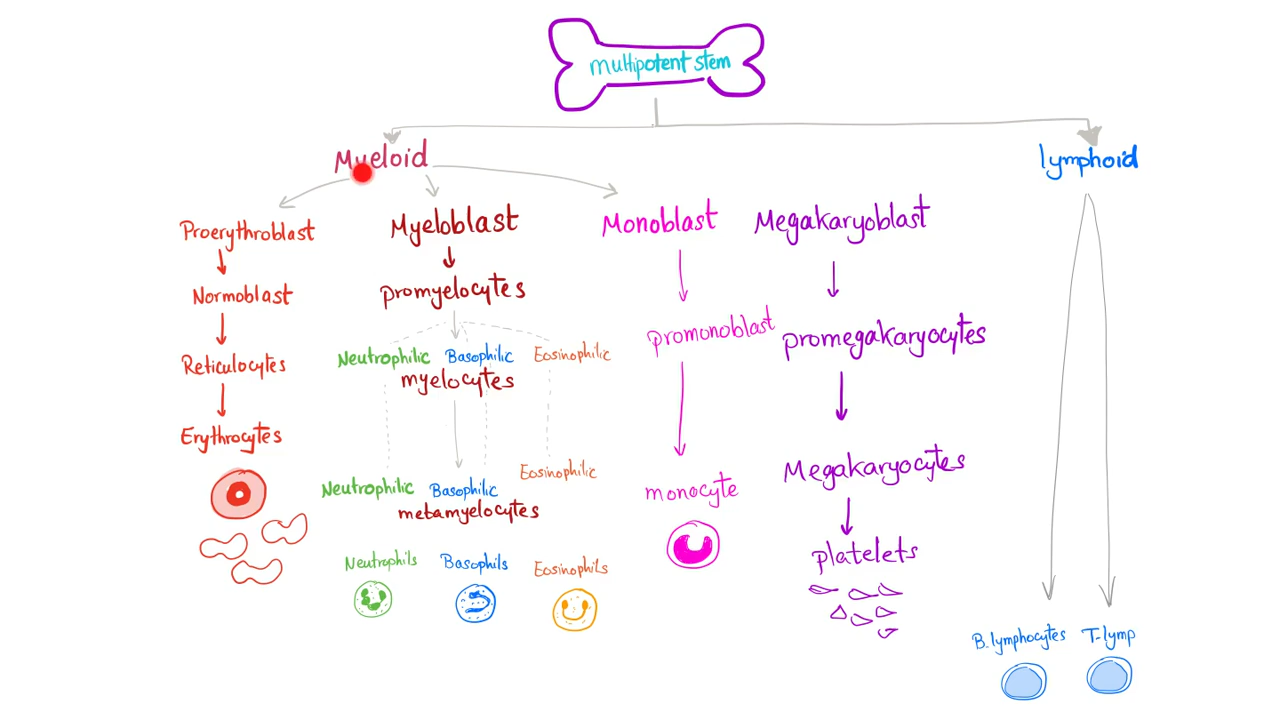 multipotent stem
Myeloid
lymphoid
Proerythroblast
Myeloblast
Monoblast
Megakaryoblast
Normoblast
promyelocytes
promonoblast
promegakaryocytes
Reticulocytes
Neutrophilic Basophilic Eosinophilic
myelocytes
Erythrocytes
Neutrophilic Basophilic Eosinophilic
metamyelocytes
monocyte
Megakaryocytes
platelets
Neutrophils Basophils Eosinophils
B.lymphocytes T-lymp